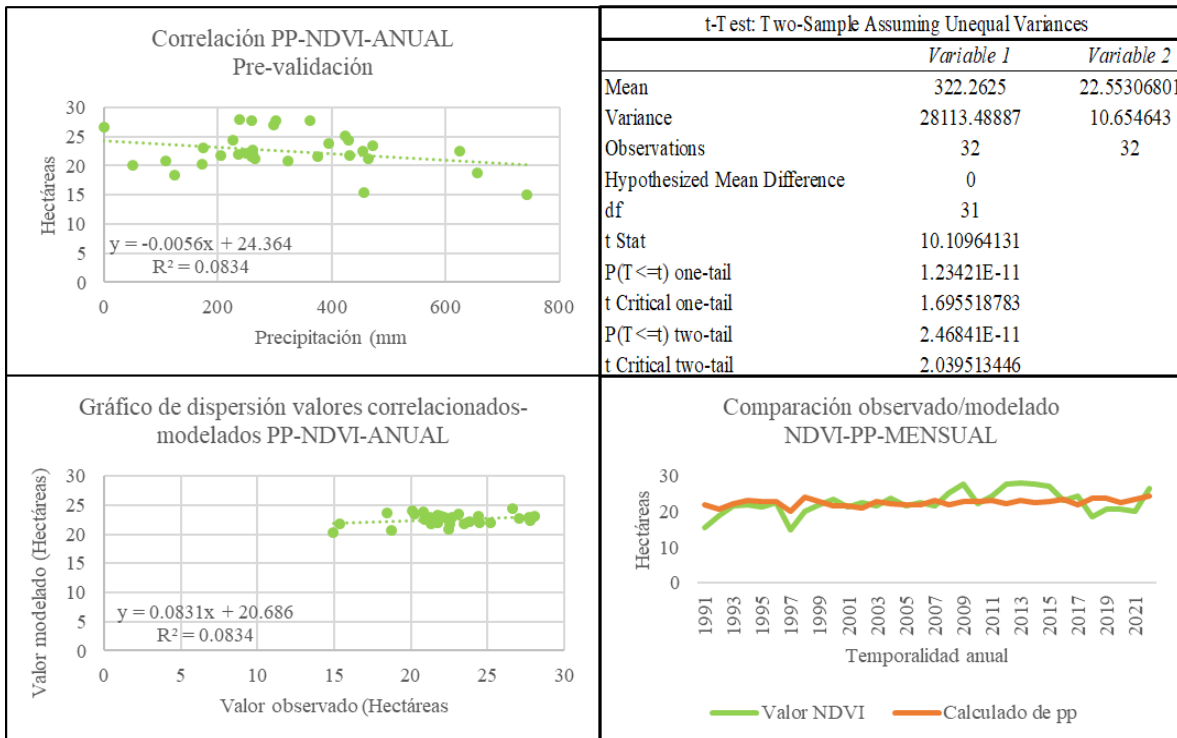 Correlación PP-NDVI-ANUAL
Pre-validación
30
25
20
15
10
5
0
Hectáreas
y = -0.0056x + 24.364
R² = 0.0834
0 200 400 600 800
Precipitación (mm
t-Test: Two-Sample Assuming Unequal Variances
Variable 1 Variable 2
Mean 322.2625 22.55306801
Variance 28113.48887 10.654643
Observations 32 32
Hypothesized Mean Difference 0
df 31
t Stat 10.10964131
P(T<=t) one-tail 1.23421E-11
t Critical one-tail 1.695518783
P(T<=t) two-tail 2.46841E-11
t Critical two-tail 2.039513446
Gráfico de dispersión valores correlacionados-
modelados PP-NDVI-ANUAL
Valor modelado (Hectáreas)
30
25
20
15
10
5
0
y = 0.0831x + 20.686
R² = 0.0834
0 5 10 15 20 25 30
Valor observado (Hectáreas
Comparación observado/modelado
NDVI-PP-MENSUAL
Hectáreas
30
20
10
0
1991 1993 1995 1997 1999 2001 2003 2005 2007 2009 2011 2013 2015 2017 2019 2021
Temporalidad anual
Valor NDVI Calculado de pp